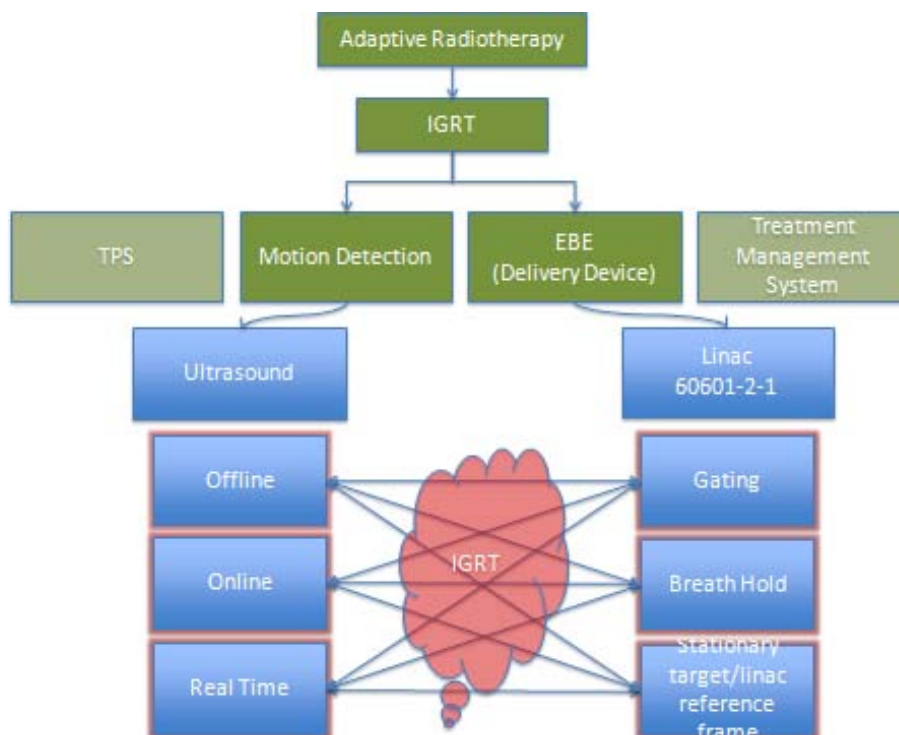 Adaptive Radiotherapy
IGRT
TPS
Motion Detection
EBE
(Delivery Device)
Treatment
Management
System
Ultrasound
Linac
60601-2-1
Offline
Gating
IGRT
Online
Breath Hold
Real Time
Stationary
target/linac
reference
frame